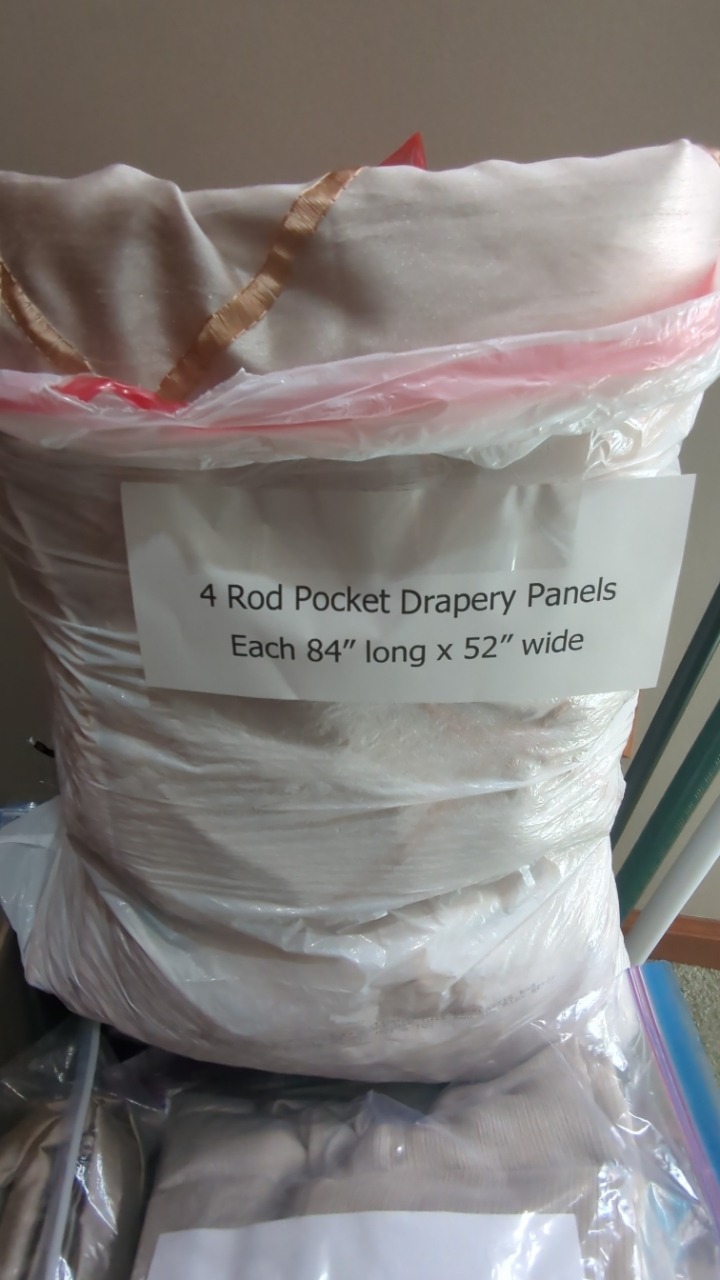 4 Rod Pocket Drapery Panels
Each 84” long x 52” wide